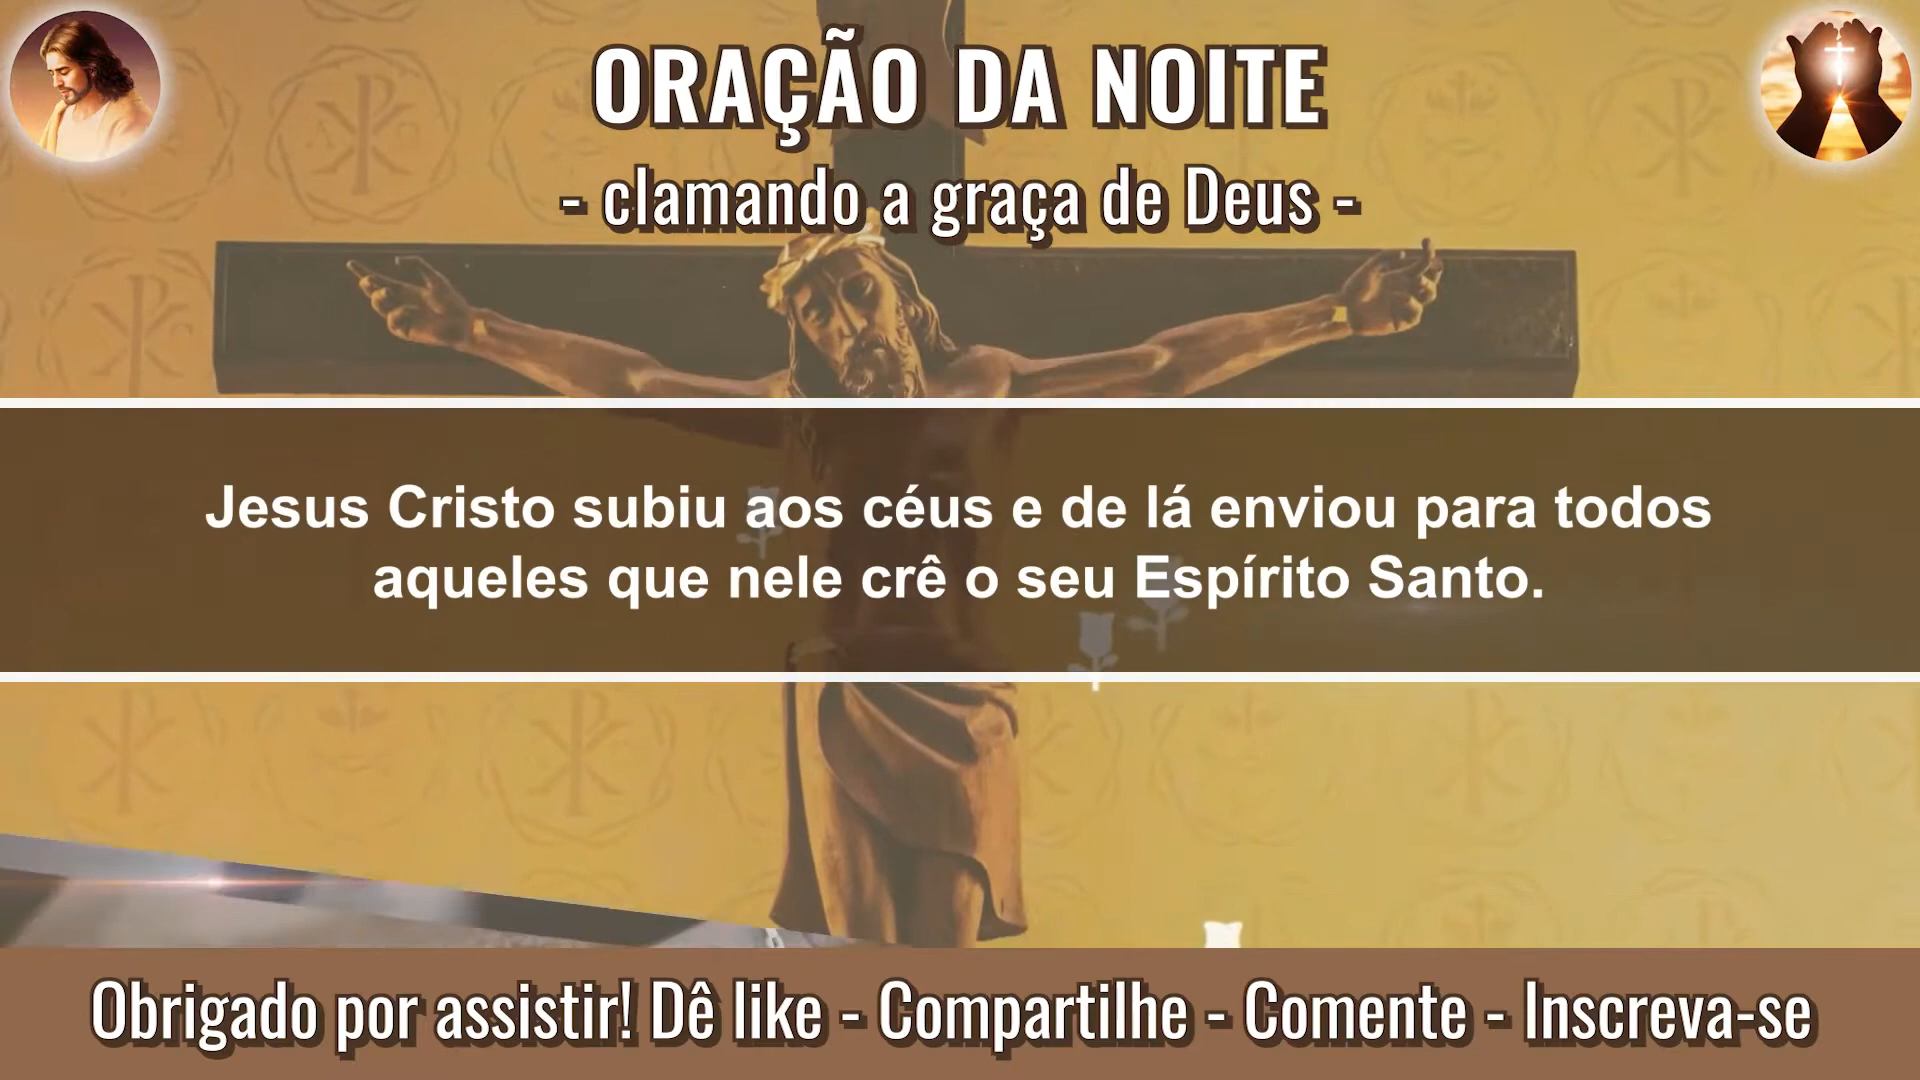 ORAÇÃO DA NOITE
- clamando a graça de Deus -
Jesus Cristo subiu aos céus e de lá enviou para todos
aqueles que nele crê o seu Espírito Santo.
Obrigado por assistir! Dê like - Compartilhe - Comente - Inscreva-se